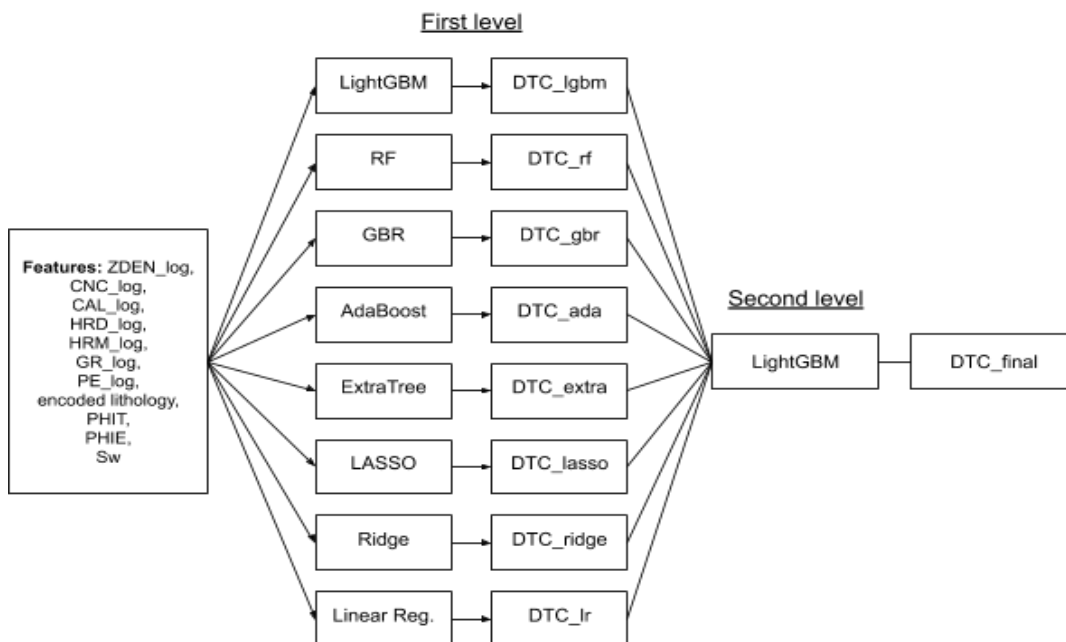 First level
LightGBM
DTC_lgbm
RF
DTC_rf
GBR
DTC_gbr
Features: ZDEN_log,
CNC_log,
CAL_log,
HRD_log,
HRM_log,
GR_log,
PE_log,
encoded lithology,
PHIT,
PHIE,
Sw
AdaBoost
DTC_ada
ExtraTree
DTC_extra
LASSO
DTC_lasso
Ridge
DTC_ridge
Linear Reg.
DTC_lr
Second level
LightGBM
DTC_final